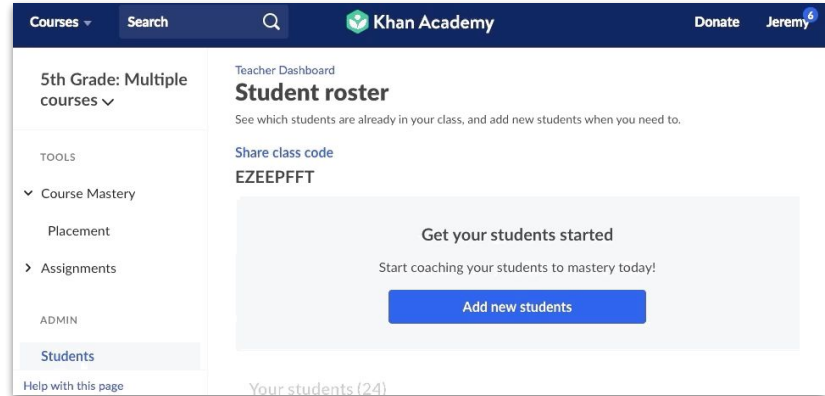 Courses
Search
Khan Academy
Donate
Jeremy
6
5th Grade: Multiple
courses
TOOLS
Course Mastery
Placement
Assignments
ADMIN
Students
Help with this page
Teacher Dashboard
Student roster
See which students are already in your class, and add new students when you need to.
Share class code
EZEEPFFT
Get your students started
Start coaching your students to mastery today!
Add new students
Your students (24)